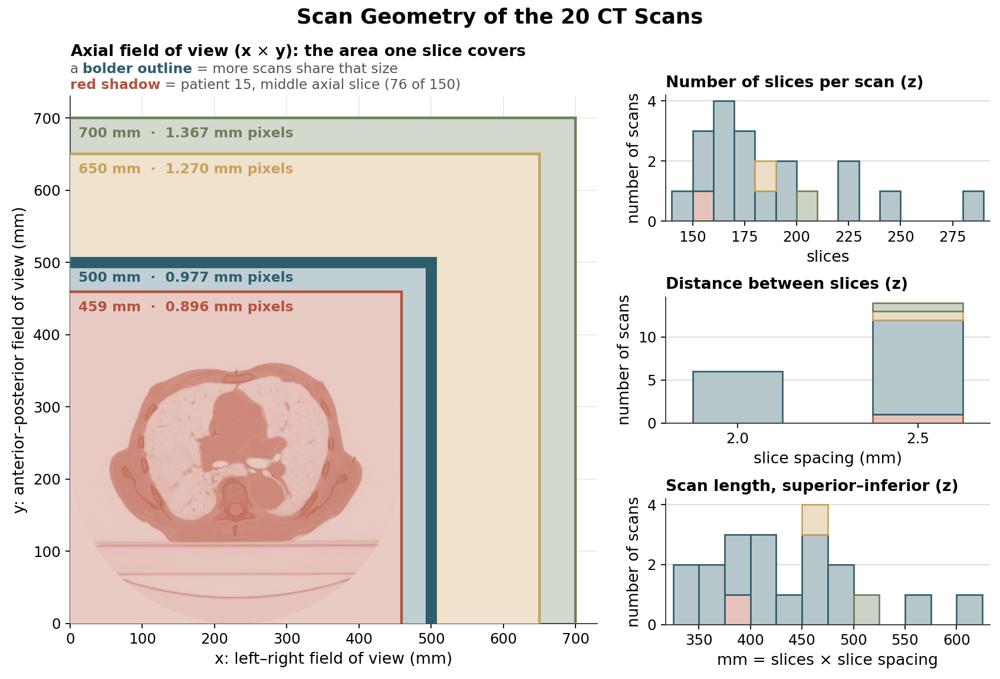 Scan Geometry of the 20 CT Scans
Axial field of view (x × y): the area one slice covers
a bolder outline = more scans share that size
red shadow = patient 15, middle axial slice (76 of 150)
700 mm · 1.367 mm pixels
650 mm · 1.270 mm pixels
500 mm · 0.977 mm pixels
459 mm · 0.896 mm pixels
y: anterior–posterior field of view (mm)
700
600
500
400
300
200
100
0
0 100 200 300 400 500 600 700
x: left–right field of view (mm)
Number of slices per scan (z)
number of scans
4
2
0
150 175 200 225 250 275
slices
Distance between slices (z)
number of scans
10
5
0
2.0 2.5
slice spacing (mm)
Scan length, superior–inferior (z)
number of scans
4
2
0
350 400 450 500 550 600
mm = slices × slice spacing